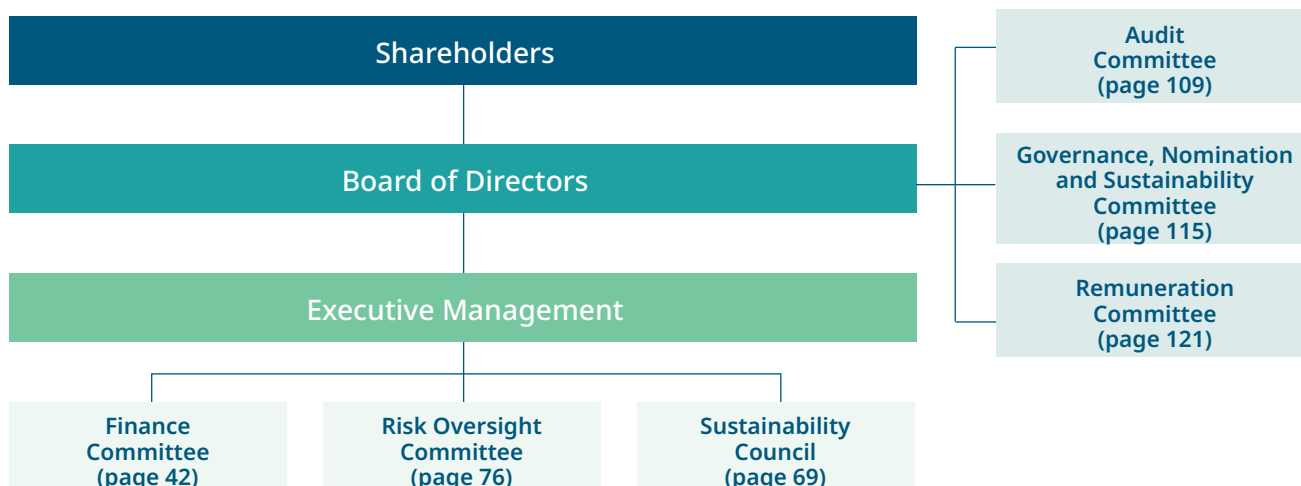 Shareholders
Board of Directors
Executive Management
Audit
Committee
(page 109)
Governance, Nomination
and Sustainability
Committee
(page 115)
Remuneration
Committee
(page 121)
Finance
Committee
(page 42)
Risk Oversight
Committee
(page 76)
Sustainability
Council
(page 69)